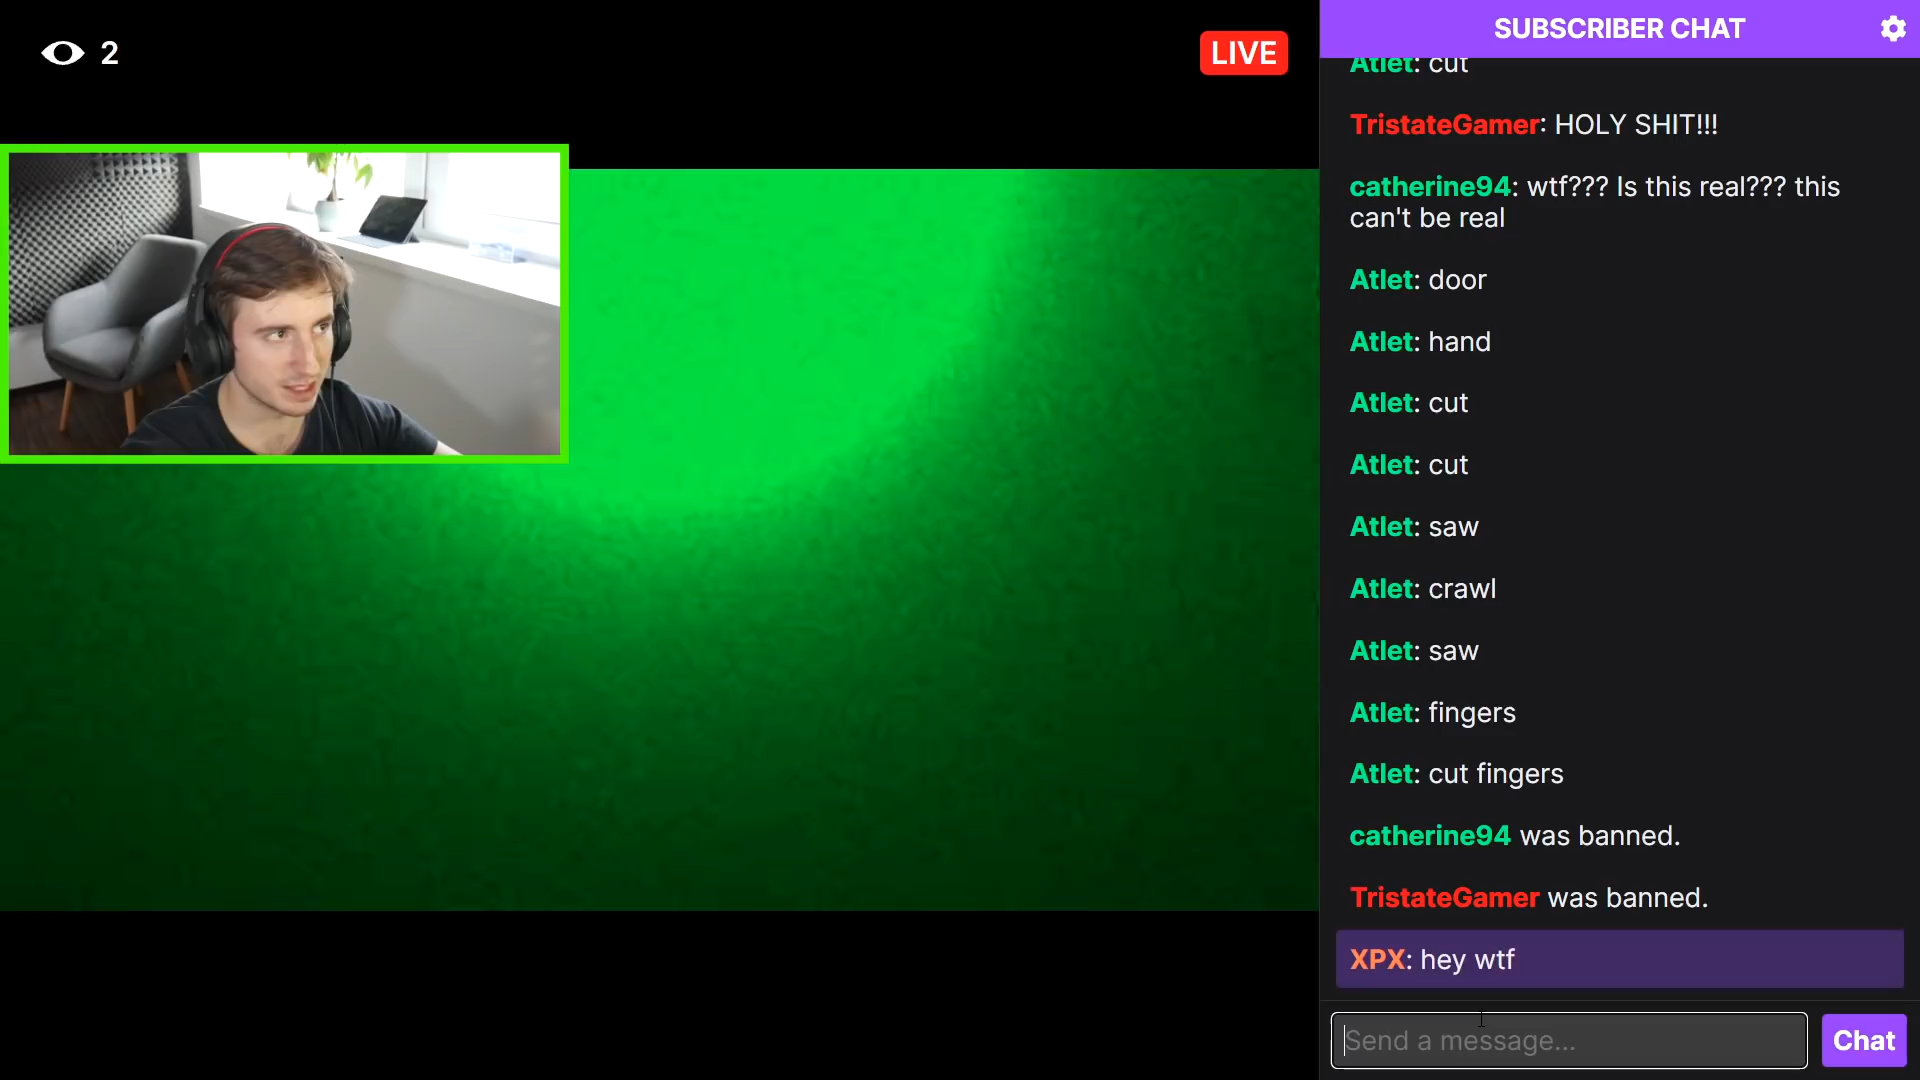 2
LIVE
SUBSCRIBER CHAT
Atlet: cut
TristateGamer: HOLY SHIT!!!
catherine94: wtf??? Is this real??? this
can't be real
Atlet: door
Atlet: hand
Atlet: cut
Atlet: cut
Atlet: saw
Atlet: crawl
Atlet: saw
Atlet: fingers
Atlet: cut fingers
catherine94 was banned.
TristateGamer was banned.
XPX: hey wtf
Send a message...
Chat